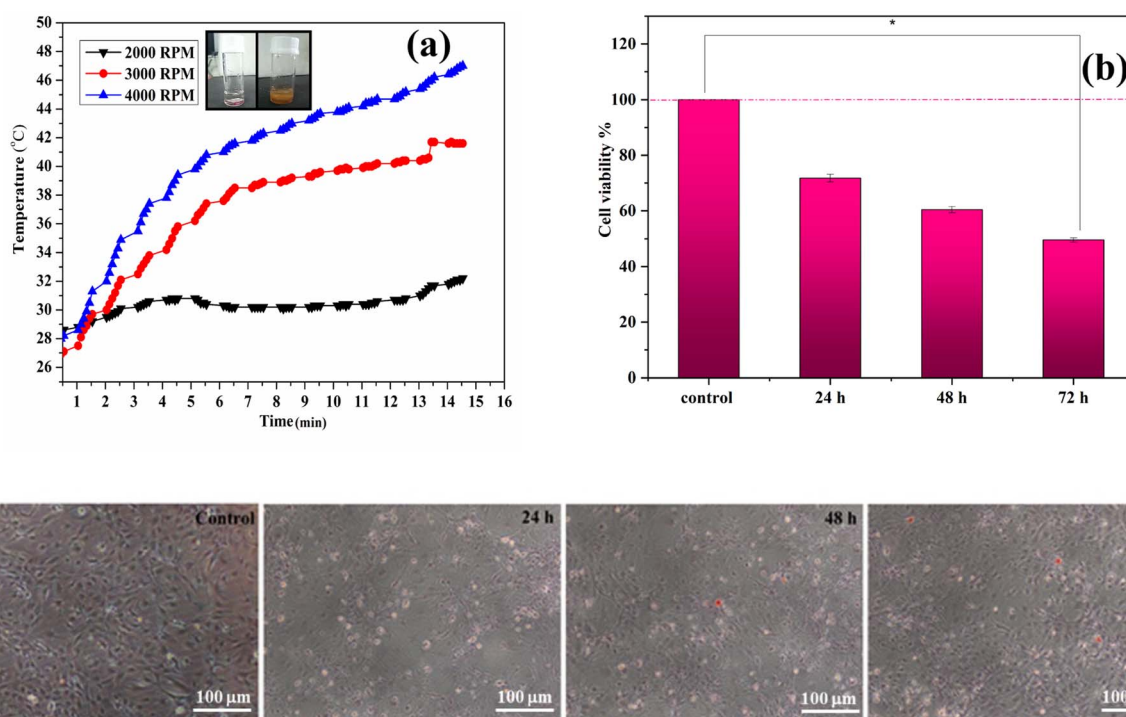 50
48
46
44
42
40
38
36
34
32
30
28
26
Temperature (°C)
2000 RPM
3000 RPM
4000 RPM
(a)
1 2 3 4 5 6 7 8 9 10 11 12 13 14 15 16
Time (min)
120
100
80
60
40
20
0
Cell viability %
*
(b)
control 24 h 48 h 72 h
Control
100 μm
24 h
100 μm
48 h
100 μm
100